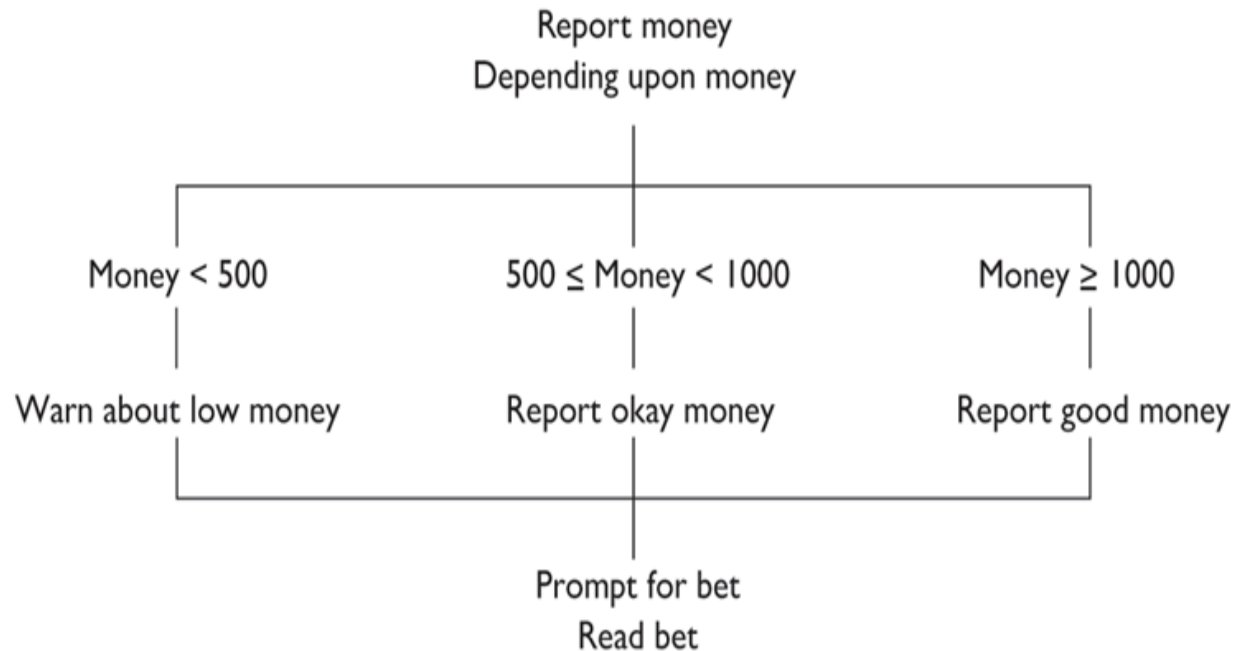 Report money
Depending upon money
Money < 500
500 ≤ Money < 1000
Money ≥ 1000
Warn about low money
Report okay money
Report good money
Prompt for bet
Read bet